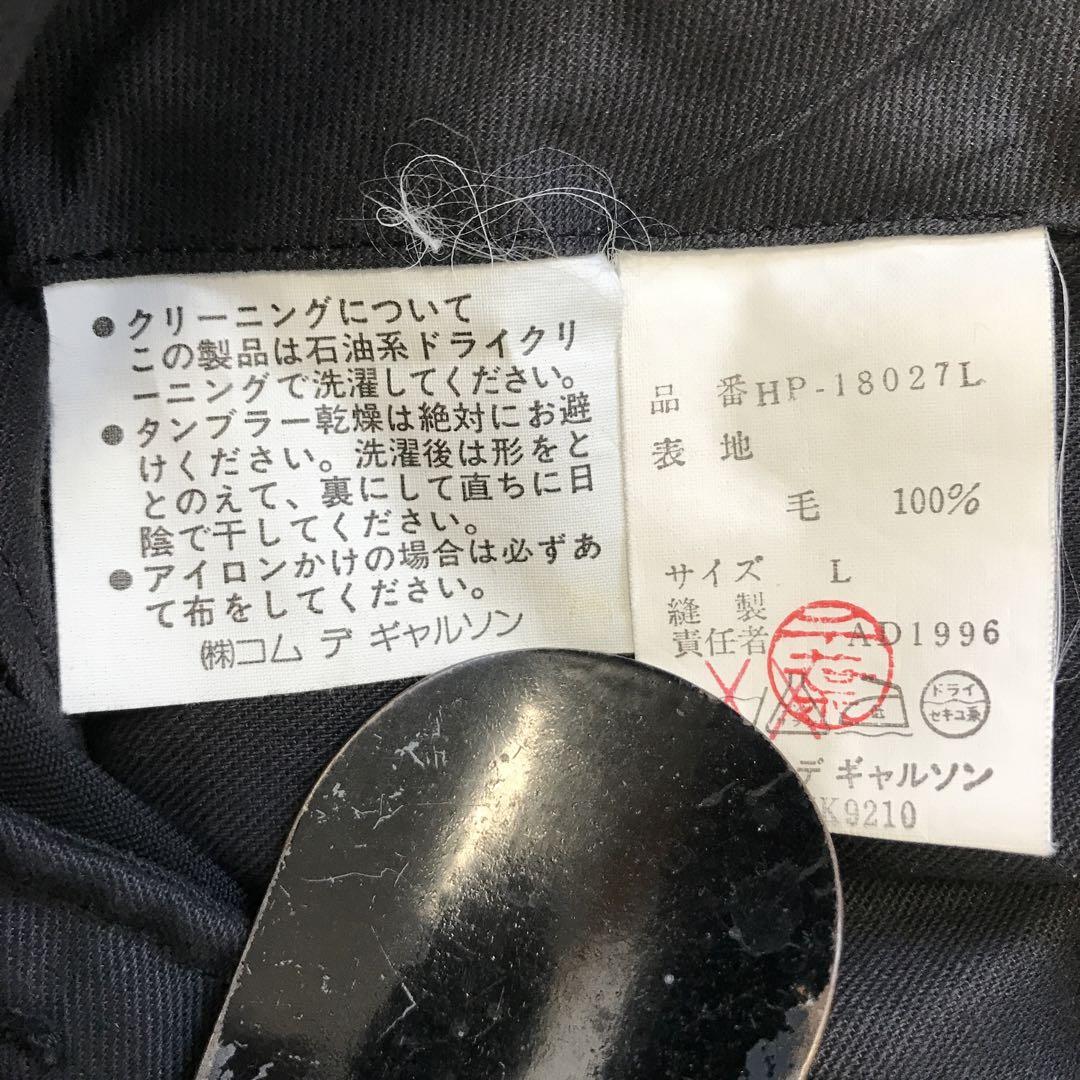 ●クリーニングについて
この製品は石油系ドライクリ
ーニングで洗濯してください。
●タンブラー乾燥は絶対にお避
けください。洗濯後は形をと
とのえて、裏にして直ちに日
陰で干してください。
●アイロンかけの場合は必ずあ
て布をしてください。
㈱コム デ ギャルソン
品 番 HP-18027L
表 地
毛 100%
サイズ L
縫 製
責任者 AD1996
ドライ
セキユ系
デ ギャルソン
K9210